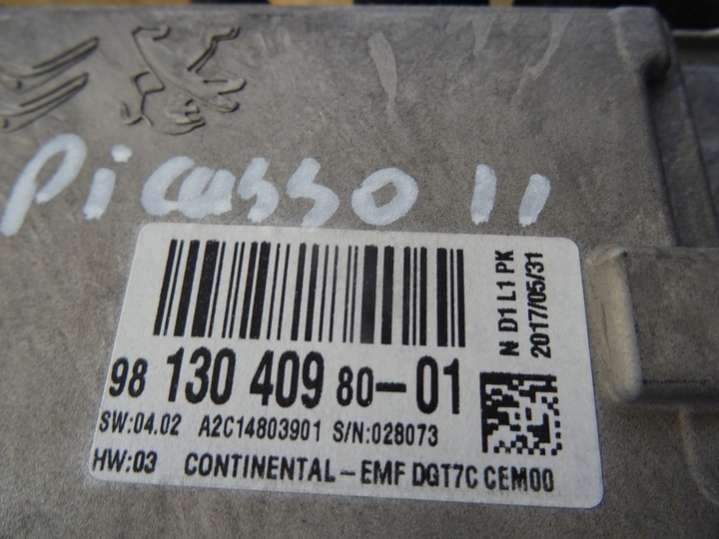 Picasso II
98 130 409 80-01
SW:04.02 A2C14803901 S/N:028073
HW:03 CONTINENTAL-EMF DGT7C CEM00
N D1 L1 PK
2017/05/31